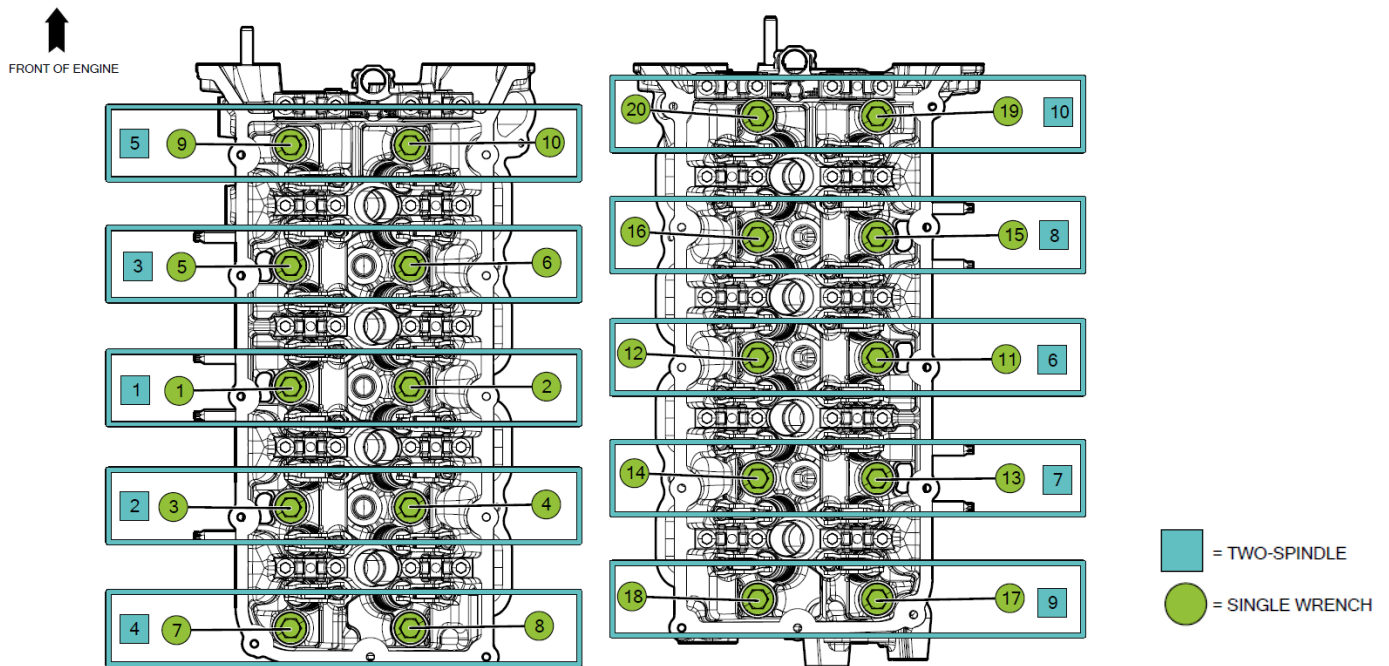 FRONT OF ENGINE
5 9 10
3 5 6
1 1 2
2 3 4
4 7 8
20 19 10
16 15 8
12 11 6
14 13 7
18 17 9
= TWO-SPINDLE
= SINGLE WRENCH